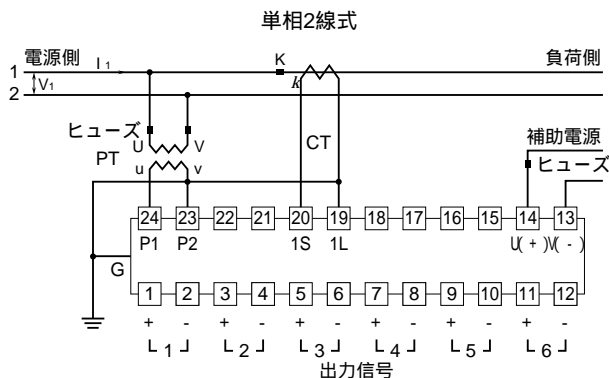 単相2線式
電源側 I1 K 負荷側
1
V1 k
2
ヒューズ U V CT 補助電源
PT u v ヒューズ
24 23 22 21 20 19 18 17 16 15 14 13
P1 P2 1S 1L U( + ) V( - )
G
1 2 3 4 5 6 7 8 9 10 11 12
+ - + - + - + - + - + -
1 2 3 4 5 6
出力信号